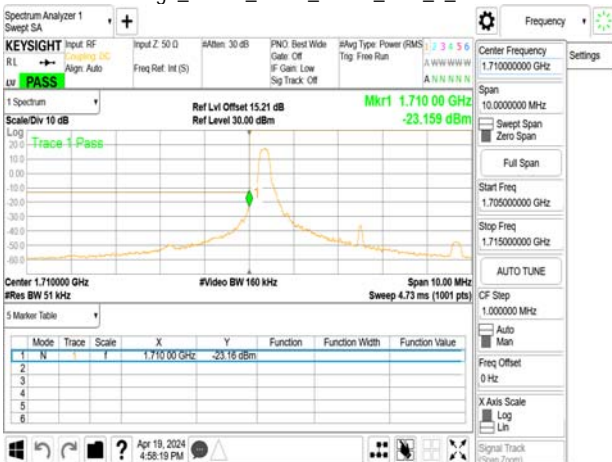 Spectrum Analyzer 1
Swept SA
+
Frequency
Settings
KEYSIGHT
RL
PASS
Input: RF
Coupling: DC
Align: Auto
Input Z: 50 Ω
Freq Ref: Int (S)
#Atten: 30 dB
PNO: Best Wide
Gate: Off
IF Gain: Low
Sig Track: Off
#Avg Type: Power (RMS
Trig: Free Run
1 2 3 4 5 6
A W W W W W
A N N N N N
1 Spectrum
Scale/Div 10 dB
Ref Lvl Offset 15.21 dB
Ref Level 30.00 dBm
Mkr1 1.710 00 GHz
-23.159 dBm
Log
Trace 1 Pass
20.0
10.0
0.00
-10.0
-20.0
-30.0
-40.0
-50.0
-60.0
1
Center 1.710000 GHz
#Res BW 51 kHz
#Video BW 160 kHz
Span 10.00 MHz
Sweep 4.73 ms (1001 pts)
5 Marker Table
Mode Trace Scale X Y Function Function Width Function Value
1 N 1 f 1.710 00 GHz -23.16 dBm
2
3
4
5
6
?
Apr 19, 2024
4:58:19 PM
Center Frequency
1.710000000 GHz
Span
10.0000000 MHz
Swept Span
Zero Span
Full Span
Start Freq
1.705000000 GHz
Stop Freq
1.715000000 GHz
AUTO TUNE
CF Step
1.000000 MHz
Auto
Man
Freq Offset
0 Hz
X Axis Scale
Log
Lin
Signal Track
(Span Zoom)